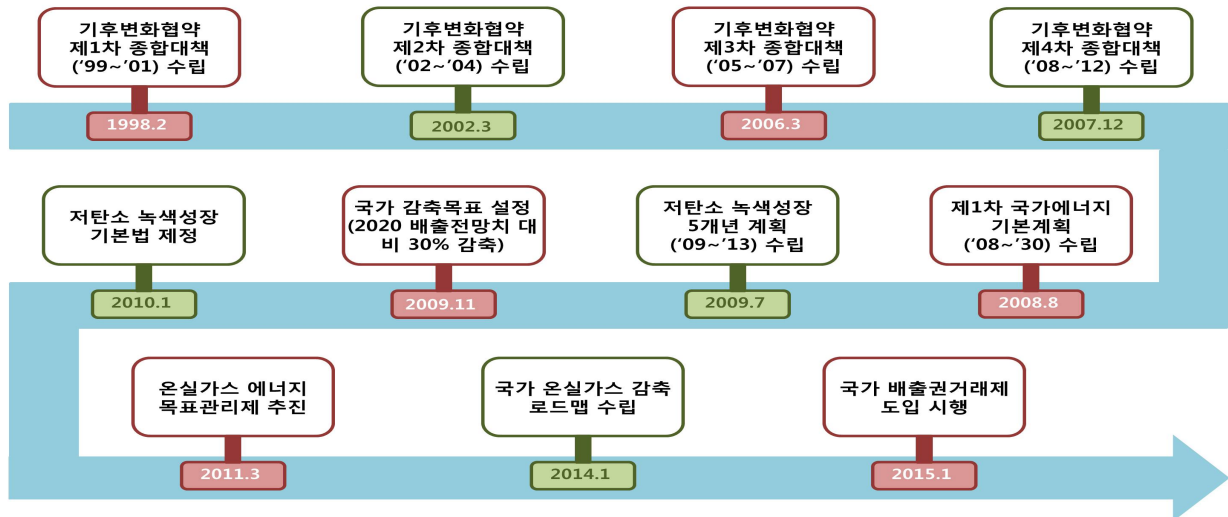 기후변화협약
제1차 종합대책
(‘99~’01) 수립
1998.2
기후변화협약
제2차 종합대책
(‘02~’04) 수립
2002.3
기후변화협약
제3차 종합대책
(‘05~’07) 수립
2006.3
기후변화협약
제4차 종합대책
(‘08~’12) 수립
2007.12
제1차 국가에너지
기본계획
(‘08~’30) 수립
2008.8
저탄소 녹색성장
5개년 계획
(‘09~’13) 수립
2009.7
국가 감축목표 설정
(2020 배출전망치 대
비 30% 감축)
2009.11
저탄소 녹색성장
기본법 제정
2010.1
온실가스 에너지
목표관리제 추진
2011.3
국가 온실가스 감축
로드맵 수립
2014.1
국가 배출권거래제
도입 시행
2015.1